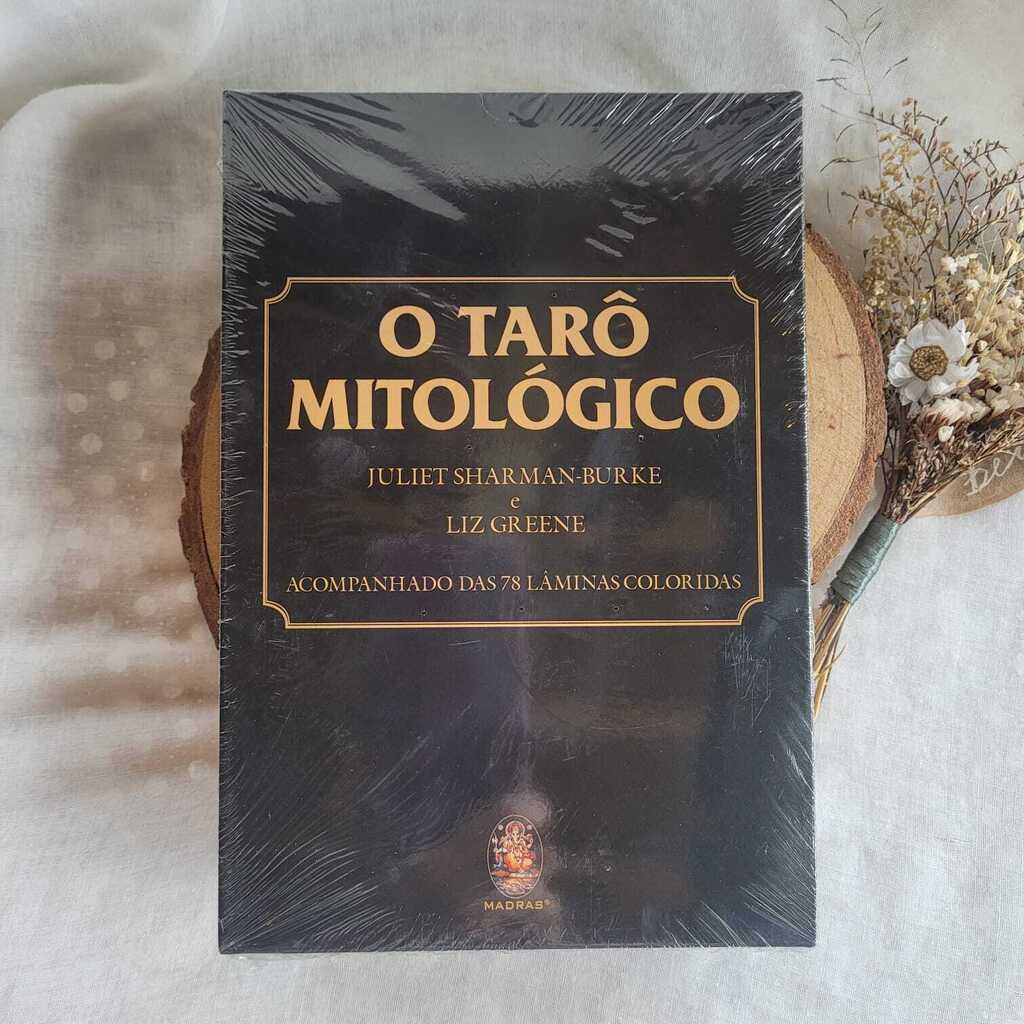 O TARÔ
MITOLÓGICO
JULIET SHARMAN-BURKE
e
LIZ GREENE
ACOMPANHADO DAS 78 LÂMINAS COLORIDAS
MADRAS®